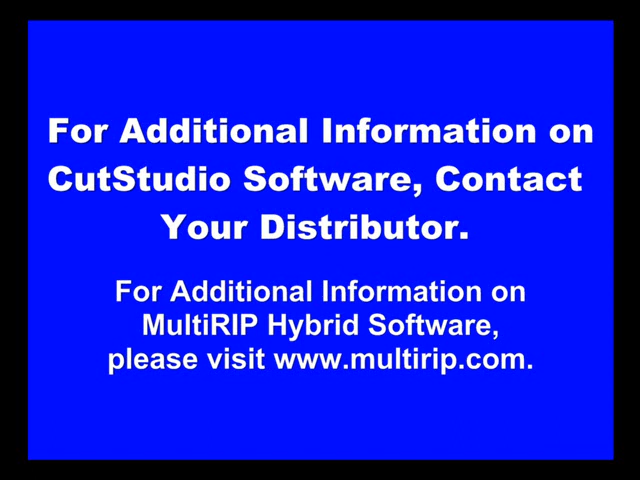 For Additional Information on
CutStudio Software, Contact
Your Distributor.
For Additional Information on
MultiRIP Hybrid Software,
please visit www.multirip.com.